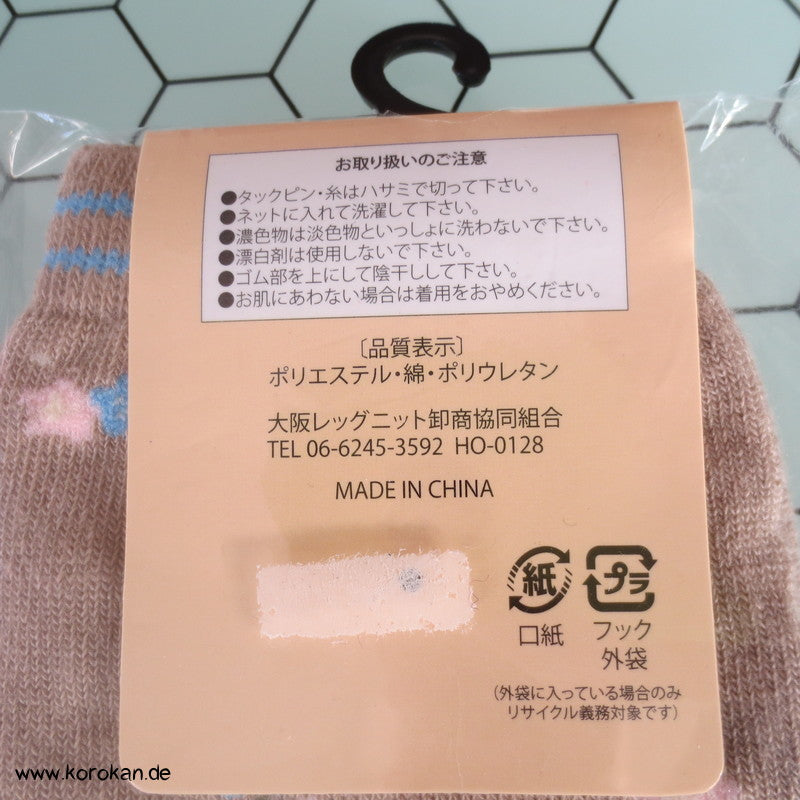 お取り扱いのご注意
●タックピン・糸はハサミで切って下さい。
●ネットに入れて洗濯して下さい。
●濃色物は淡色物といっしょに洗わないで下さい。
●漂白剤は使用しないで下さい。
●ゴム部を上にして陰干しして下さい。
●お肌にあわない場合は着用をおやめください。
〔品質表示〕
ポリエステル・綿・ポリウレタン
大阪レッグニット卸商協同組合
TEL 06-6245-3592 HO-0128
MADE IN CHINA
紙 プラ
口紙 フック
外袋
（外袋に入っている場合のみ
リサイクル義務対象です）
www.korokan.de